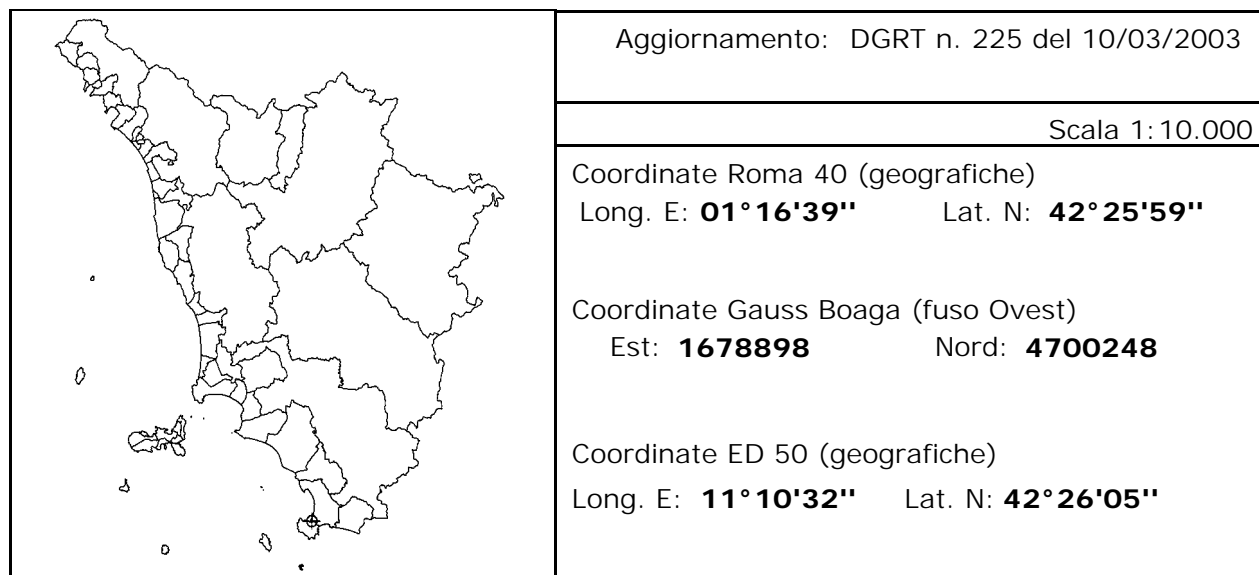 Aggiornamento: DGRT n. 225 del 10/03/2003
Scala 1:10.000
Coordinate Roma 40 (geografiche)
Long. E: 01°16'39'' Lat. N: 42°25'59''
Coordinate Gauss Boaga (fuso Ovest)
Est: 1678898 Nord: 4700248
Coordinate ED 50 (geografiche)
Long. E: 11°10'32'' Lat. N: 42°26'05''